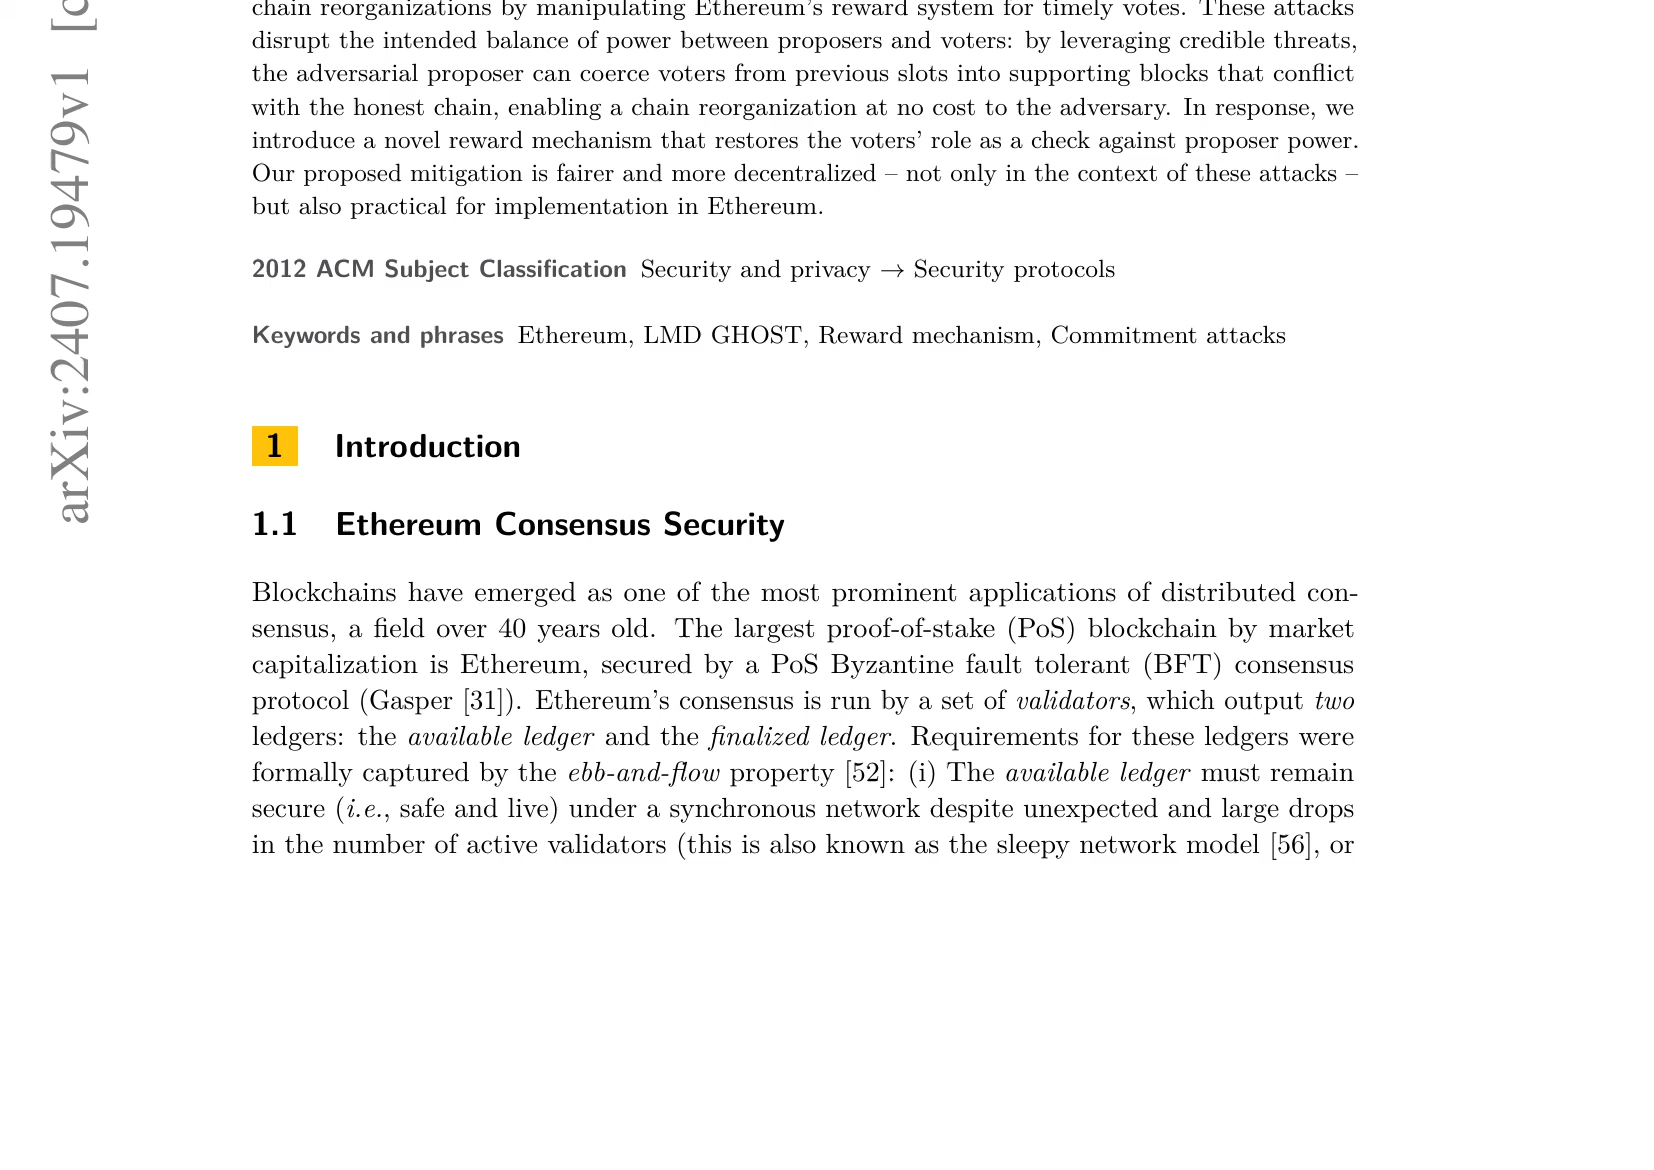 chain reorganizations by manipulating Ethereum's reward system for timely votes. These attacks
disrupt the intended balance of power between proposers and voters: by leveraging credible threats,
the adversarial proposer can coerce voters from previous slots into supporting blocks that conflict
with the honest chain, enabling a chain reorganization at no cost to the adversary. In response, we
introduce a novel reward mechanism that restores the voters' role as a check against proposer power.
Our proposed mitigation is fairer and more decentralized – not only in the context of these attacks –
but also practical for implementation in Ethereum.
2012 ACM Subject Classification Security and privacy → Security protocols
Keywords and phrases Ethereum, LMD GHOST, Reward mechanism, Commitment attacks
1 Introduction
1.1 Ethereum Consensus Security
Blockchains have emerged as one of the most prominent applications of distributed con-
sensus, a field over 40 years old. The largest proof-of-stake (PoS) blockchain by market
capitalization is Ethereum, secured by a PoS Byzantine fault tolerant (BFT) consensus
protocol (Gasper [31]). Ethereum's consensus is run by a set of validators, which output two
ledgers: the available ledger and the finalized ledger. Requirements for these ledgers were
formally captured by the ebb-and-flow property [52]: (i) The available ledger must remain
secure (i.e., safe and live) under a synchronous network despite unexpected and large drops
in the number of active validators (this is also known as the sleepy network model [56], or
arXiv:2407.19479v1 [c